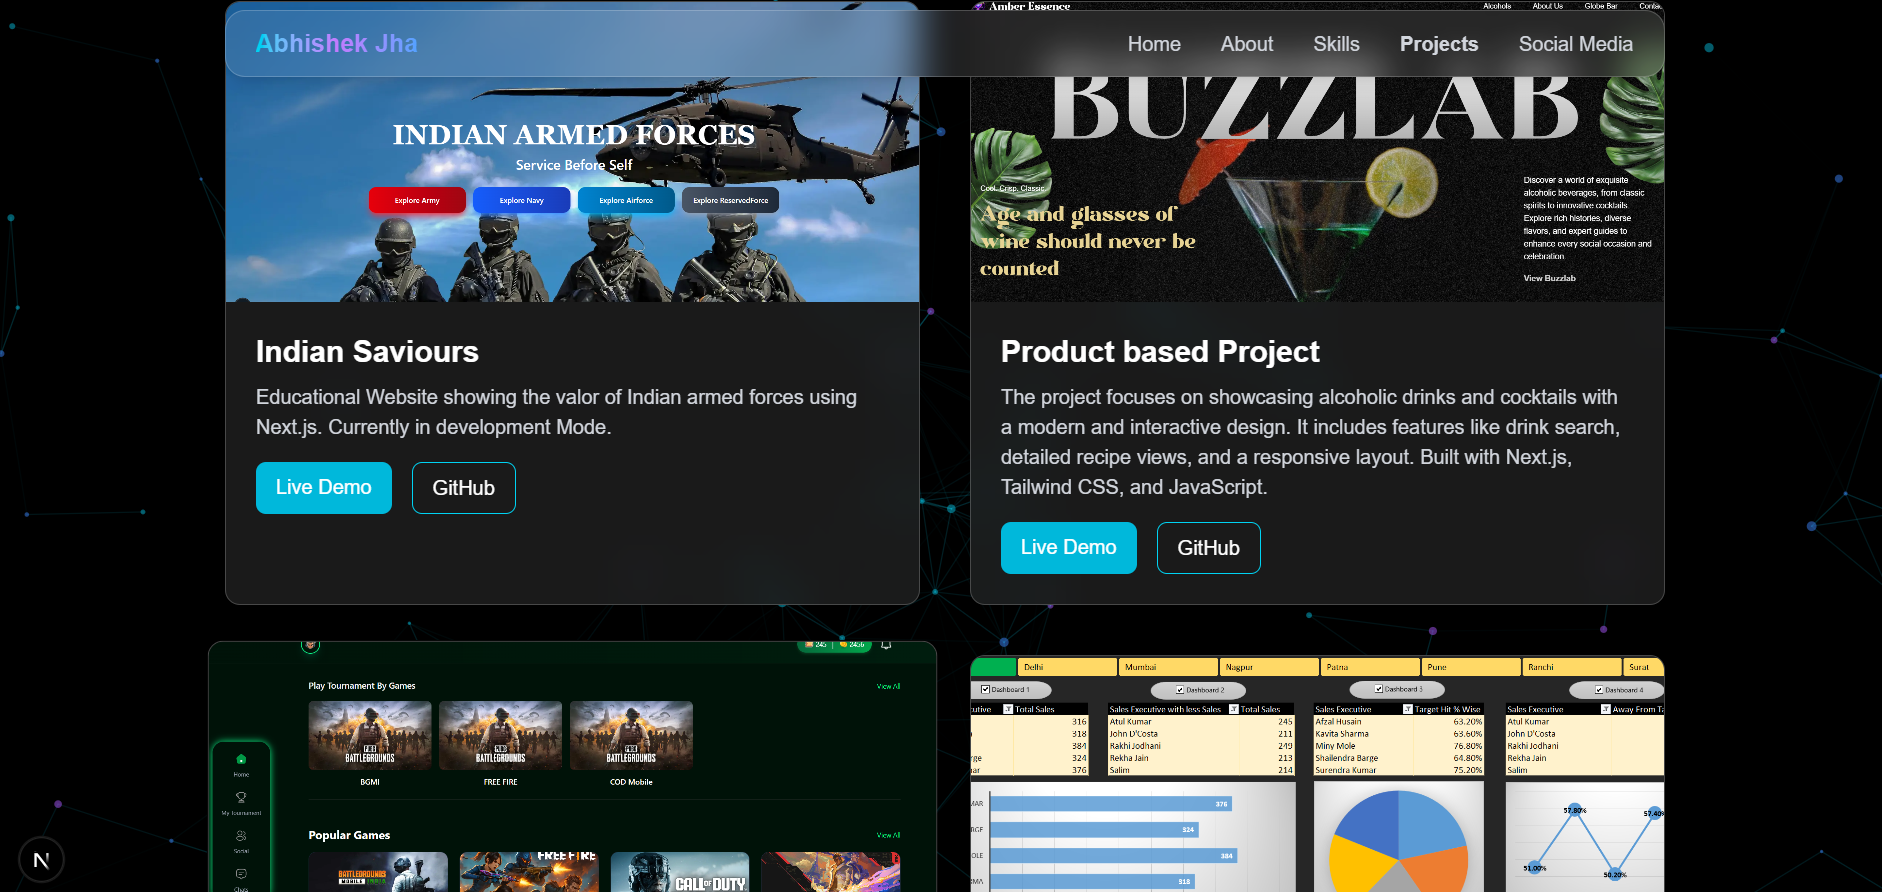 Amber Essence
Alcohols About Us Globe Bar
Abhishek Jha
Home About Skills Projects Social Media
INDIAN ARMED FORCES
Service Before Self
Explore Army Explore Navy Explore Airforce Explore ReservedForce
BUZZLAB
Cool. Crisp. Classic.
Age and glasses of
wine should never be
counted
Discover a world of exquisite
alcoholic beverages, from classic
spirits to innovative cocktails.
Explore rich histories, diverse
flavors, and expert guides to
enhance every social occasion and
celebration
View Buzzlab
Indian Saviours
Educational Website showing the valor of Indian armed forces using
Next.js. Currently in development Mode.
Live Demo GitHub
Product based Project
The project focuses on showcasing alcoholic drinks and cocktails with
a modern and interactive design. It includes features like drink search,
detailed recipe views, and a responsive layout. Built with Next.js,
Tailwind CSS, and JavaScript.
Live Demo GitHub
245 | 2456
Play Tournament By Games View All
PUBG BATTLEGROUNDS PUBG BATTLEGROUNDS PUBG BATTLEGROUNDS
BGMI FREE FIRE COD Mobile
Home
My Tournament
Social
Chats
Popular Games View All
BATTLEGROUNDS
MOBILE INDIA
FREE FIRE
CALL OF DUTY
Delhi Mumbai Nagpur Patna Pune Ranchi Surat
Dashboard 1 Dashboard 2 Dashboard 3 Dashboard 4
Total Sales
316
318
384
324
376
Sales Executive with less Sales Total Sales
Atul Kumar 245
John D'Costa 211
Rakhi Jodhani 249
Rekha Jain 213
Salim 214
Sales Executive Target Hit % Wise
Afzal Husain 63.20%
Kavita Sharma 63.60%
Miny Mole 76.80%
Shailendra Barge 64.80%
Surendra Kumar 75.20%
Sales Executive Away From Ta
Atul Kumar
John D'Costa
Rakhi Jodhani
Rekha Jain
Salim
MAR 376
RGE 324
OLE 384
RMA 318
57.80% 57.40%
51.00% 50.20%
N